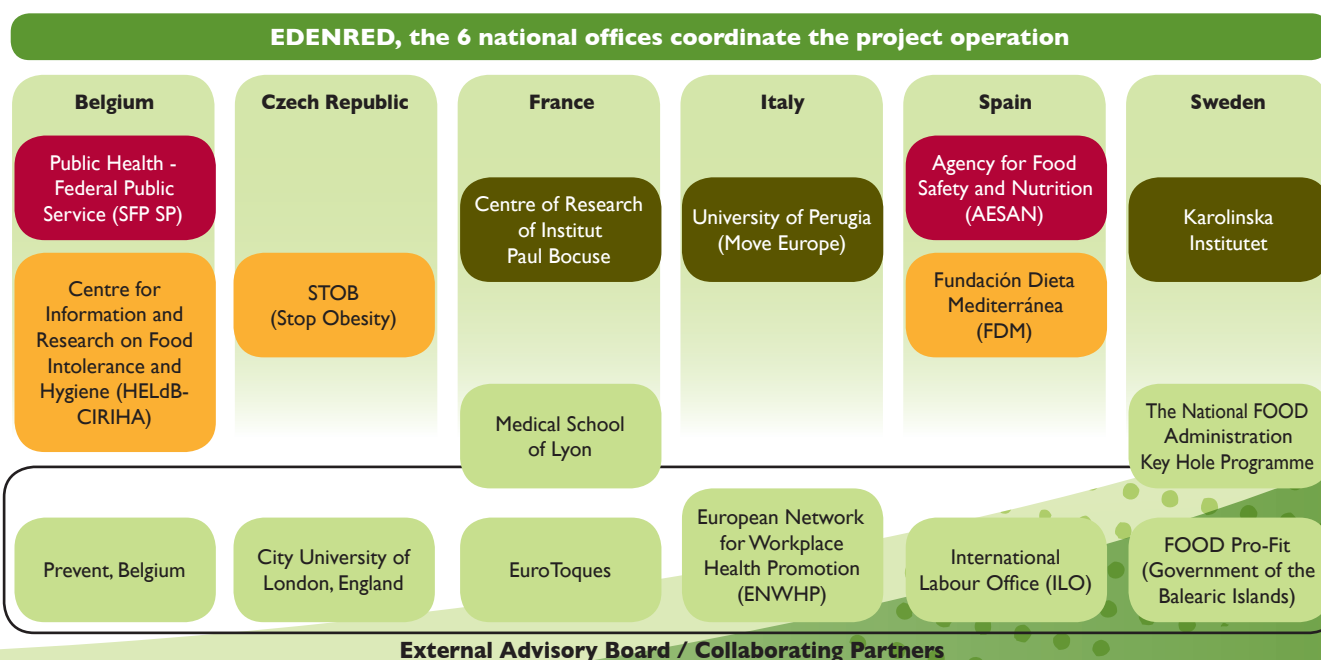 EDENRED, the 6 national offices coordinate the project operation
Belgium
Czech Republic
France
Italy
Spain
Sweden
Public Health -
Federal Public
Service (SFP SP)
Centre of Research
of Institut
Paul Bocuse
University of Perugia
(Move Europe)
Agency for Food
Safety and Nutrition
(AESAN)
Karolinska
Institutet
Centre for
Information and
Research on Food
Intolerance and
Hygiene (HELdB-
CIRIHA)
STOB
(Stop Obesity)
Fundación Dieta
Mediterránea
(FDM)
Medical School
of Lyon
The National FOOD
Administration
Key Hole Programme
Prevent, Belgium
City University of
London, England
EuroToques
European Network
for Workplace
Health Promotion
(ENWHP)
International
Labour Office (ILO)
FOOD Pro-Fit
(Government of the
Balearic Islands)
External Advisory Board / Collaborating Partners